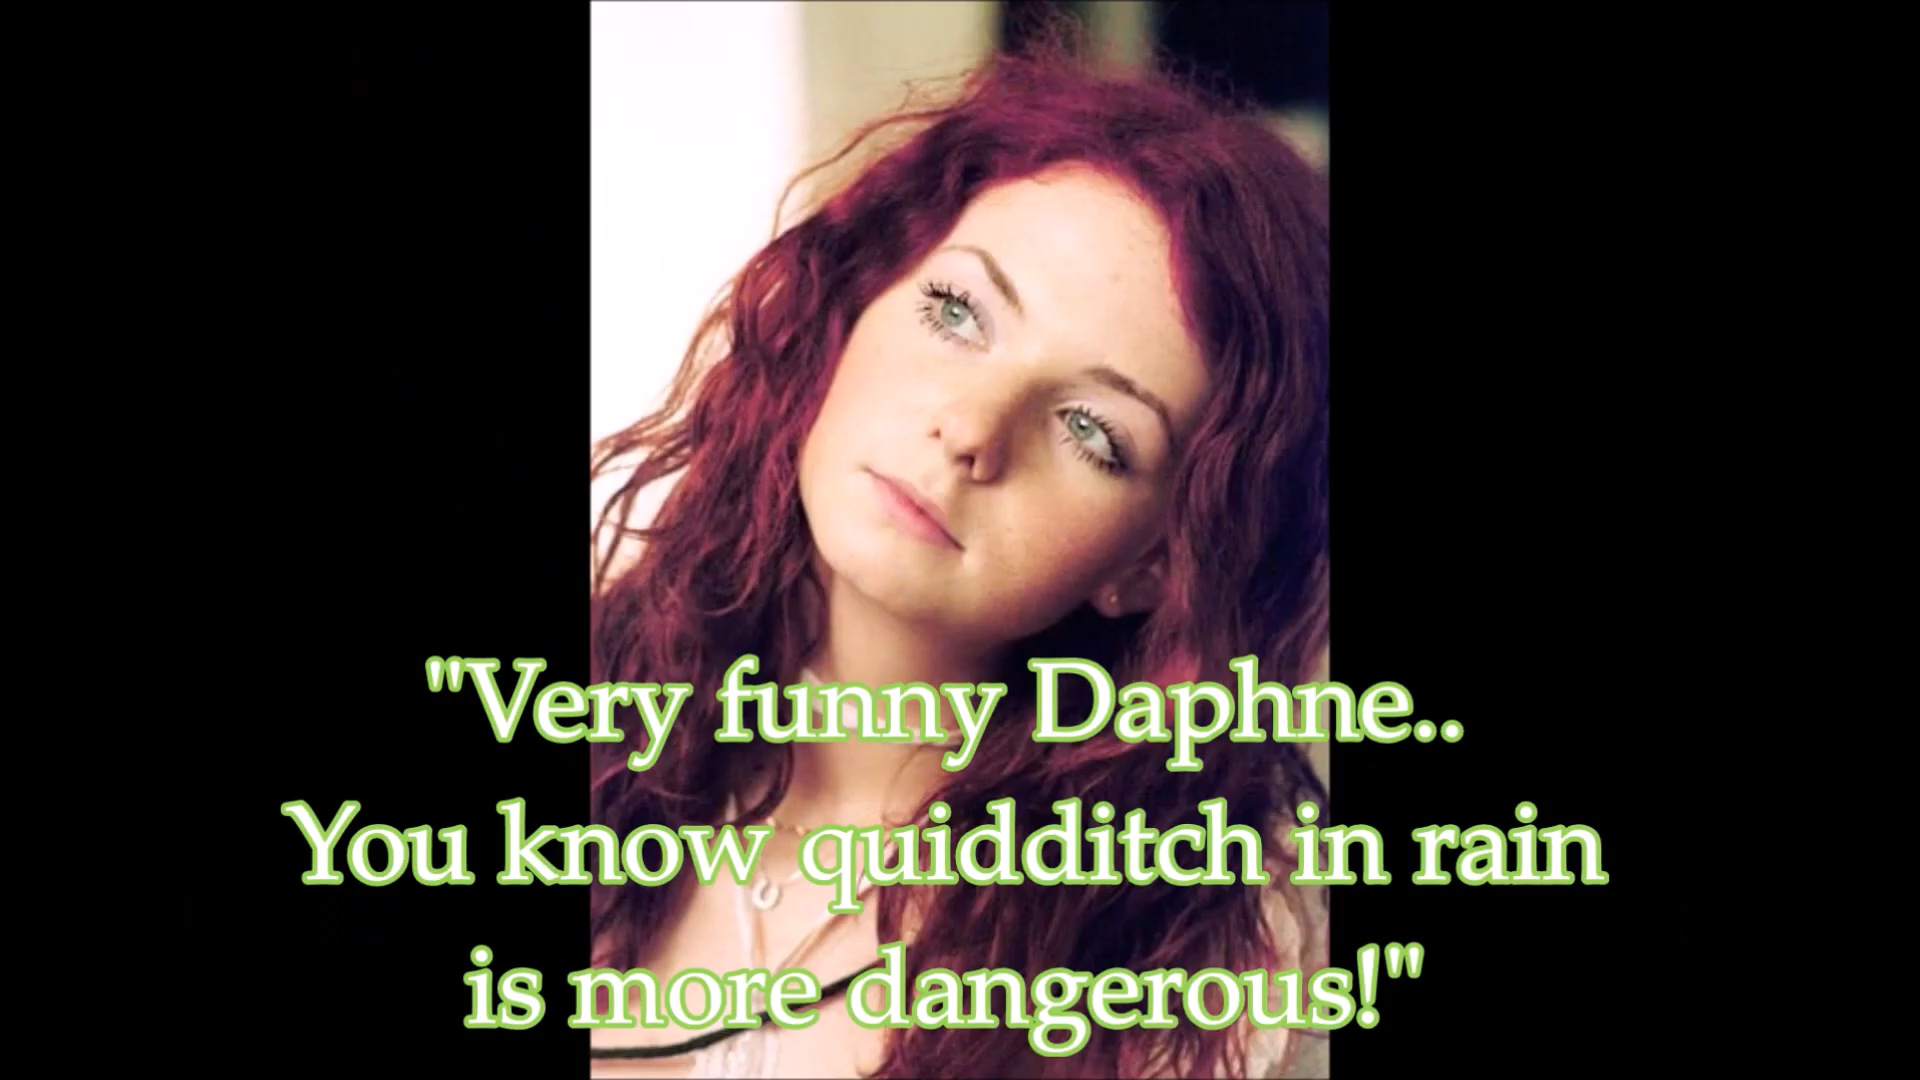 "Very funny Daphne..
You know quidditch in rain
is more dangerous!"